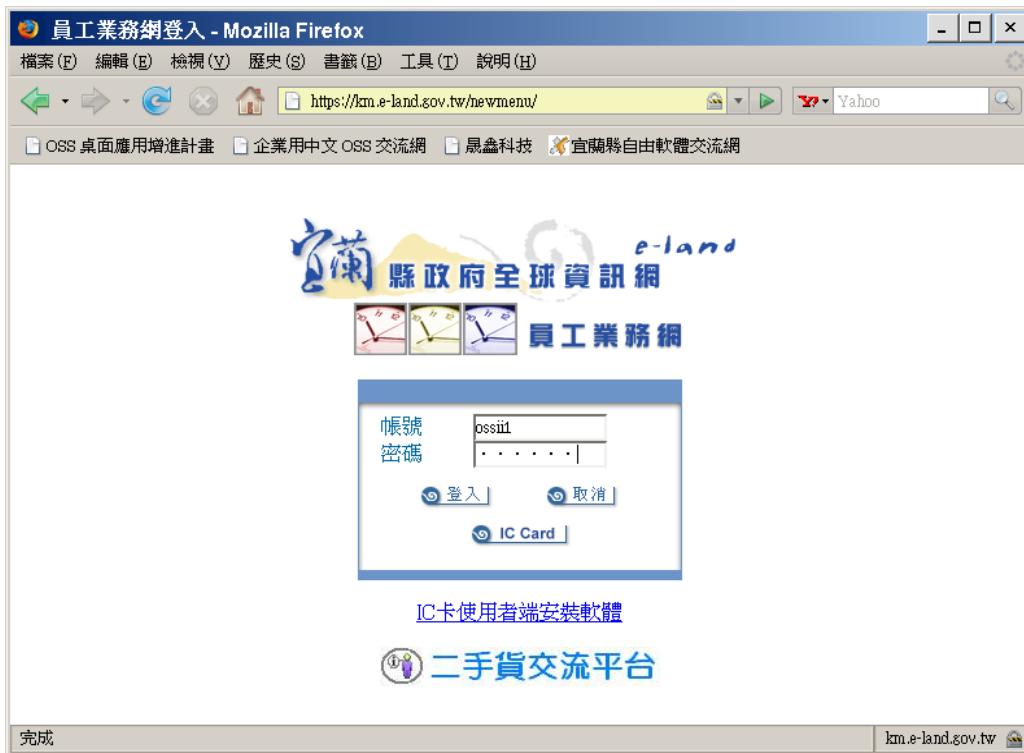 員工業務網登入 - Mozilla Firefox
檔案(F) 編輯(E) 檢視(V) 歷史(S) 書籤(B) 工具(T) 說明(H)
https://km.e-land.gov.tw/newmenu/ Yahoo
OSS 桌面應用增進計畫 企業用中文 OSS 交流網 晟鑫科技 宜蘭縣自由軟體交流網
e-land
宜蘭縣政府全球資訊網
員工業務網
帳號 ossii1
密碼 ······
登入 取消
IC Card
IC卡使用者端安裝軟體
二手貨交流平台
完成 km.e-land.gov.tw